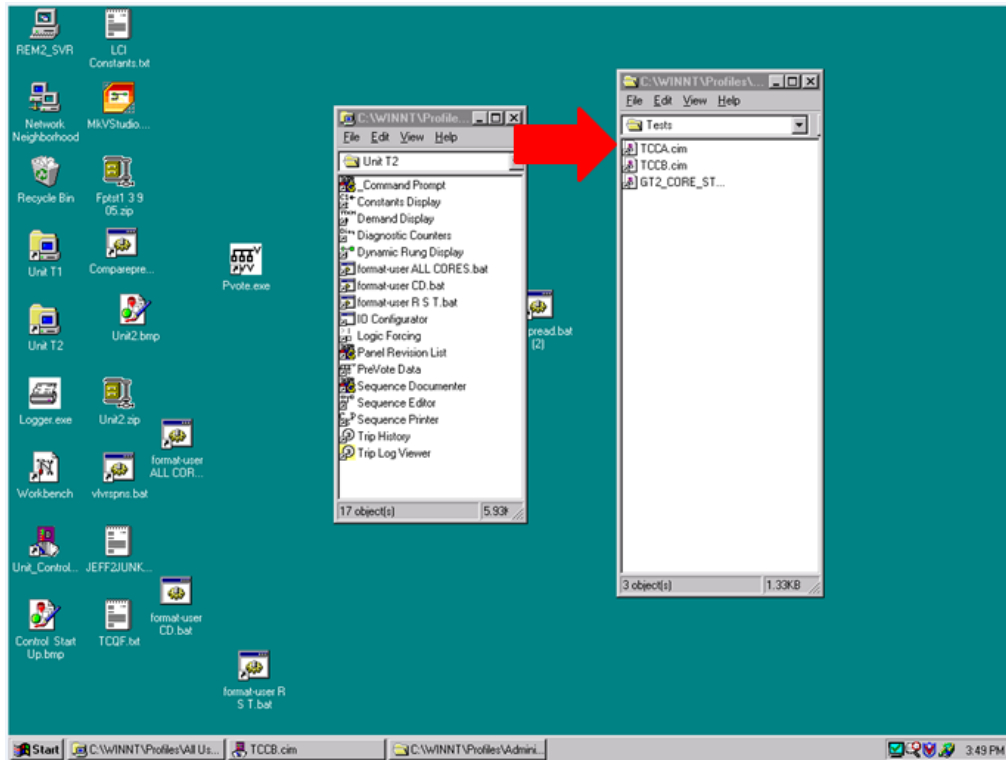 REM2_SVR
LCI
Constants.txt
Network
Neighborhood
MkVStudio....
Recycle Bin
Fptst1 3 9
05.zip
Unit T1
Comparepre...
Pvote.exe
Unit T2
Unit2.bmp
Logger.exe
Unit2.zip
format-user
ALL COR...
Workbench
vlvrspns.bat
Unit_Control...
JEFF2JUNK...
format-user
CD.bat
Control Start
Up.bmp
TCQF.txt
format-user R
S T.bat
C:\WINNT\Profile...
File Edit View Help
Unit T2
_Command Prompt
Constants Display
Demand Display
Diagnostic Counters
Dynamic Rung Display
format-user ALL CORES.bat
format-user CD.bat
format-user R S T.bat
IO Configurator
Logic Forcing
Panel Revision List
PreVote Data
Sequence Documenter
Sequence Editor
Sequence Printer
Trip History
Trip Log Viewer
17 object(s)
pread.bat
(2)
C:\WINNT\Profiles\...
File Edit View Help
Tests
TCCA.cim
TCCB.cim
GT2_CORE_ST...
3 object(s) 1.33KB
Start C:\WINNT\Profiles\All Us... TCCB.cim C:\WINNT\Profiles\Admini... 3:49 PM